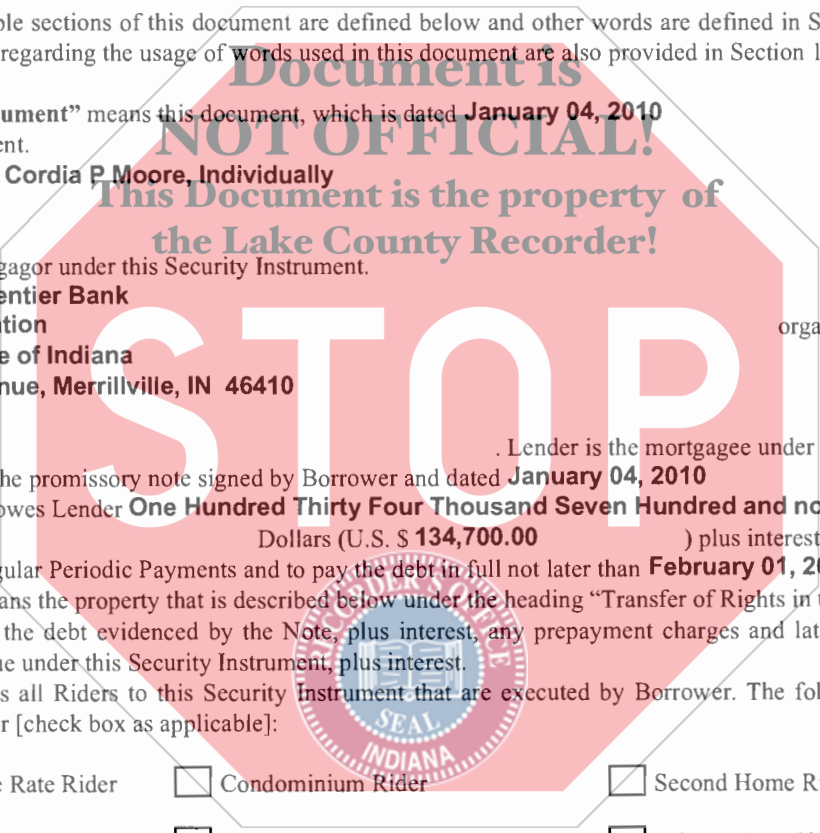 ble sections of this document are defined below and other words are defined in S
regarding the usage of words used in this document are also provided in Section 1
Document is
ument” means this document, which is dated January 04, 2010
NOT OFFICIAL!
ent.
Cordia P Moore, Individually
This Document is the property of
the Lake County Recorder!
gagor under this Security Instrument.
entier Bank
tion orga
e of Indiana
nue, Merrillville, IN 46410
STOP
. Lender is the mortgagee under
he promissory note signed by Borrower and dated January 04, 2010
owes Lender One Hundred Thirty Four Thousand Seven Hundred and no
Dollars (U.S. $ 134,700.00 ) plus interest
gular Periodic Payments and to pay the debt in full not later than February 01, 20
ans the property that is described below under the heading “Transfer of Rights in t
the debt evidenced by the Note, plus interest, any prepayment charges and lat
ue under this Security Instrument, plus interest.
s all Riders to this Security Instrument that are executed by Borrower. The fol
r [check box as applicable]:
RECORDER'S OFFICE
SEAL
INDIANA
e Rate Rider Condominium Rider Second Home R